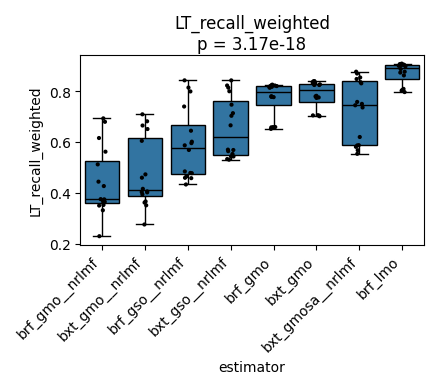 LT_recall_weighted
p = 3.17e-18
LT_recall_weighted
0.8
0.6
0.4
0.2
brf_gmo__nrlmf
bxt_gmo__nrlmf
brf_gso__nrlmf
bxt_gso__nrlmf
brf_gmo
bxt_gmo
bxt_gmosa__nrlmf
brf_lmo
estimator